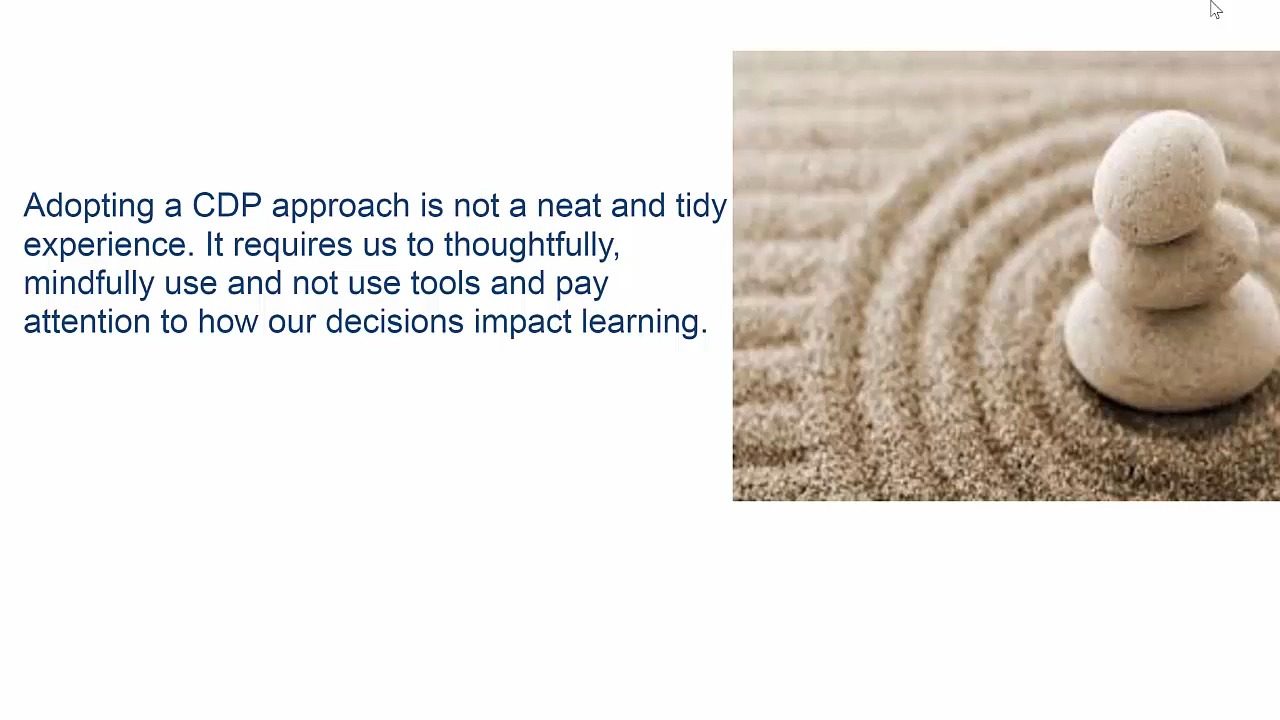 Adopting a CDP approach is not a neat and tidy
experience. It requires us to thoughtfully,
mindfully use and not use tools and pay
attention to how our decisions impact learning.